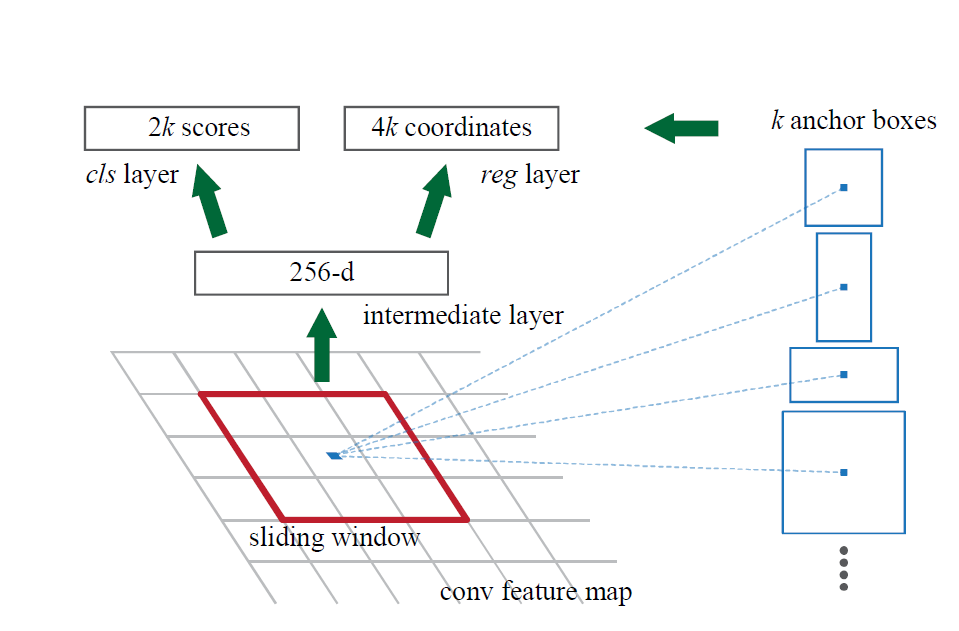 2k scores
4k coordinates
k anchor boxes
cls layer
reg layer
256-d
intermediate layer
sliding window
conv feature map